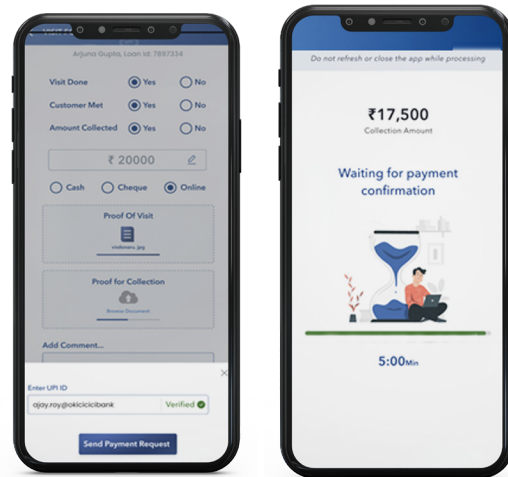 Arjuna Gupta, Loan Id: 7897334
Visit Done Yes No
Customer Met Yes No
Amount Collected Yes No
₹ 20000
Cash Cheque Online
Proof Of Visit
Proof for Collection
Browse Document
Add Comment...
Enter UPI ID
ajay.roy@okicicicibank Verified
Send Payment Request
Do not refresh or close the app while processing
₹17,500
Collection Amount
Waiting for payment
confirmation
5:00Min